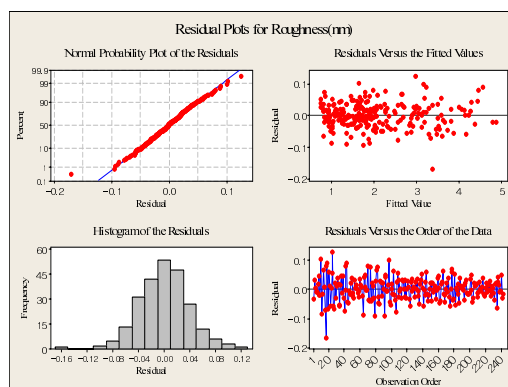 Residual Plots for Roughness(nm)
Normal Probability Plot of the Residuals
99.9
99
90
50
10
1
0.1
Percent
-0.2 -0.1 0.0 0.1
Residual
Residuals Versus the Fitted Values
0.1
0.0
-0.1
-0.2
Residual
1 2 3 4 5
Fitted Value
Histogram of the Residuals
60
45
30
15
0
Frequency
-0.16 -0.12 -0.08 -0.04 0.00 0.04 0.08 0.12
Residual
Residuals Versus the Order of the Data
0.1
0.0
-0.1
-0.2
Residual
1 20 40 60 80 100 120 140 160 180 200 220 240
Observation Order